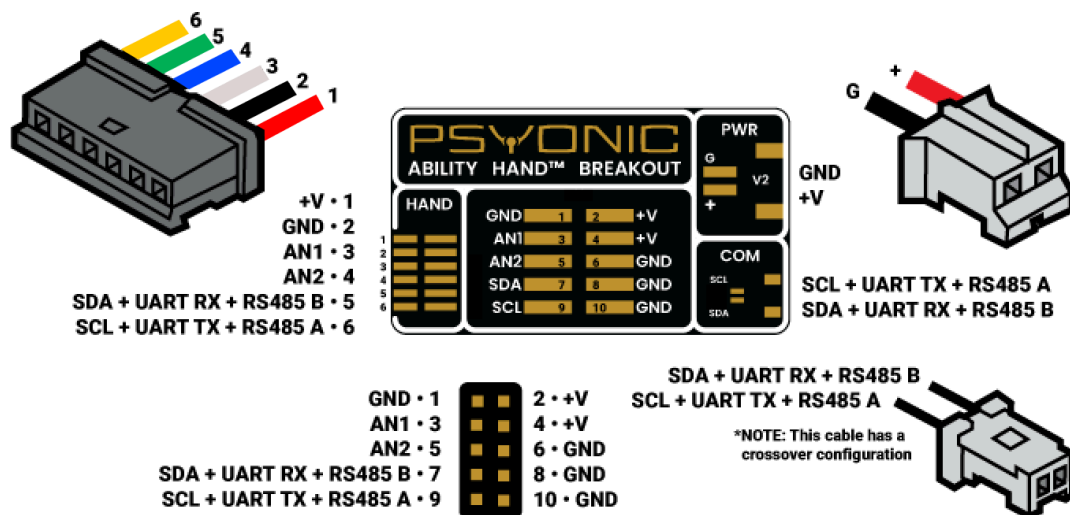 6
5
4
3
2
1
+V • 1
GND • 2
AN1 • 3
AN2 • 4
SDA + UART RX + RS485 B • 5
SCL + UART TX + RS485 A • 6
PSYONIC
ABILITY HAND™ BREAKOUT
HAND
1
2
3
4
5
6
GND 1 2 +V
AN1 3 4 +V
AN2 5 6 GND
SDA 7 8 GND
SCL 9 10 GND
PWR
G
V2
+
COM
SCL
SDA
+
G
GND
+V
SCL + UART TX + RS485 A
SDA + UART RX + RS485 B
GND • 1 2 • +V
AN1 • 3 4 • +V
AN2 • 5 6 • GND
SDA + UART RX + RS485 B • 7 8 • GND
SCL + UART TX + RS485 A • 9 10 • GND
SDA + UART RX + RS485 B
SCL + UART TX + RS485 A
*NOTE: This cable has a
crossover configuration